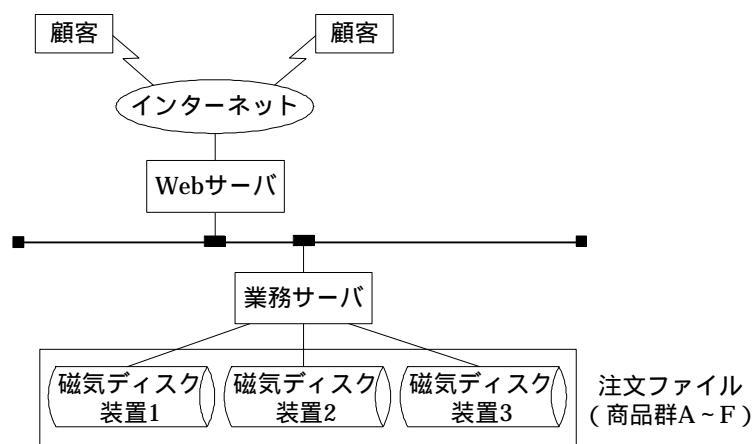 顧客
顧客
インターネット
Webサーバ
業務サーバ
磁気ディスク
装置1
磁気ディスク
装置2
磁気ディスク
装置3
注文ファイル
(商品群A~F)